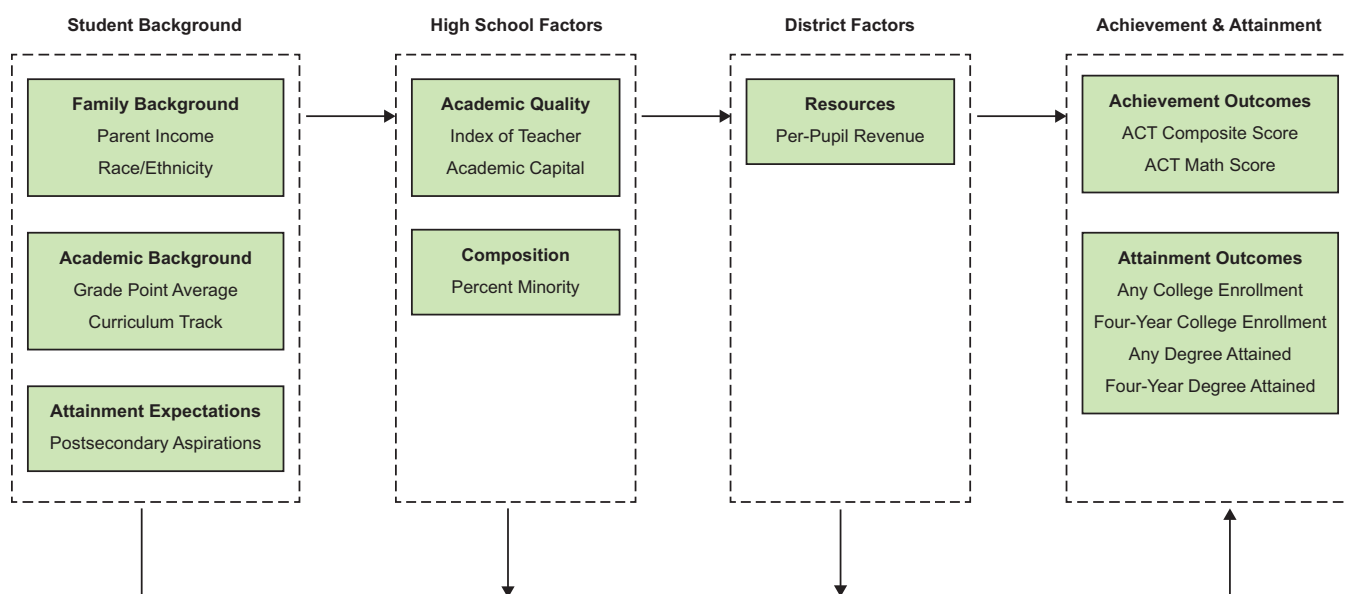 Student Background
High School Factors
District Factors
Achievement & Attainment
Family Background
Parent Income
Race/Ethnicity
Academic Background
Grade Point Average
Curriculum Track
Attainment Expectations
Postsecondary Aspirations
Academic Quality
Index of Teacher
Academic Capital
Composition
Percent Minority
Resources
Per-Pupil Revenue
Achievement Outcomes
ACT Composite Score
ACT Math Score
Attainment Outcomes
Any College Enrollment
Four-Year College Enrollment
Any Degree Attained
Four-Year Degree Attained